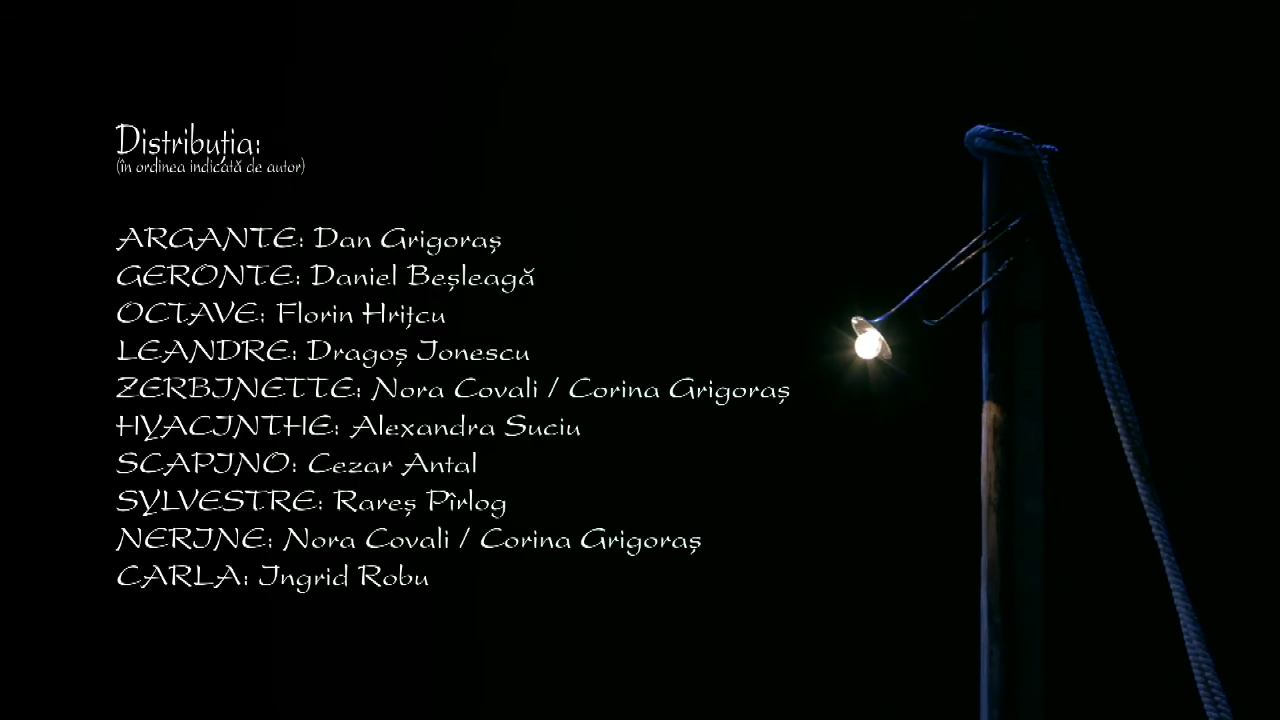 Distribuția:
(în ordinea indicată de autor)
ARGANTE: Dan Grigoraș
GERONTE: Daniel Beșleagă
OCTAVE: Florin Hrițcu
LEANDRE: Dragoș Ionescu
ZERBINETTE: Nora Covali / Corina Grigoraș
HYACINTHE: Alexandra Suciu
SCAPINO: Cezar Antal
SYLVESTRE: Rareș Pîrlog
NERINE: Nora Covali / Corina Grigoraș
CARLA: Ingrid Robu